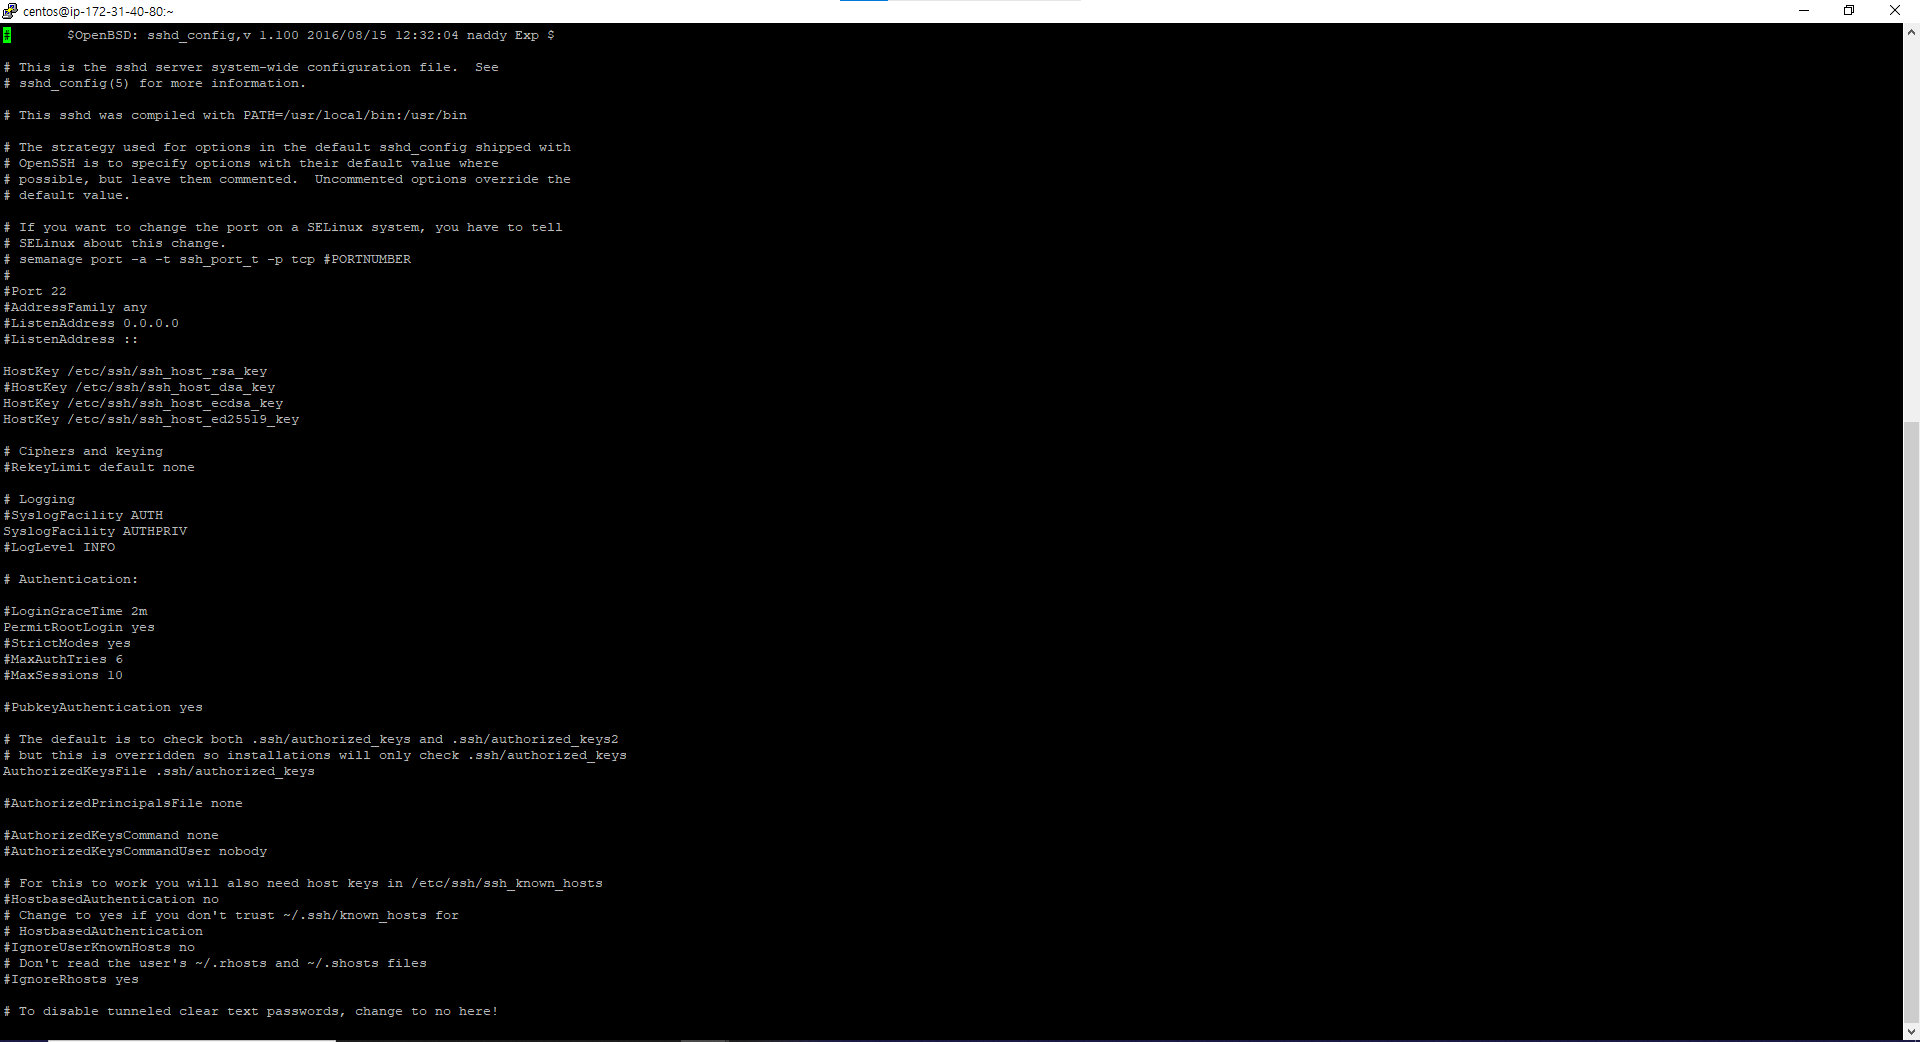 centos@ip-172-31-40-80:~
#       $OpenBSD: sshd_config,v 1.100 2016/08/15 12:32:04 naddy Exp $
# This is the sshd server system-wide configuration file.  See
# sshd_config(5) for more information.
# This sshd was compiled with PATH=/usr/local/bin:/usr/bin
# The strategy used for options in the default sshd_config shipped with
# OpenSSH is to specify options with their default value where
# possible, but leave them commented.  Uncommented options override the
# default value.
# If you want to change the port on a SELinux system, you have to tell
# SELinux about this change.
# semanage port -a -t ssh_port_t -p tcp #PORTNUMBER
#
#Port 22
#AddressFamily any
#ListenAddress 0.0.0.0
#ListenAddress ::
HostKey /etc/ssh/ssh_host_rsa_key
#HostKey /etc/ssh/ssh_host_dsa_key
HostKey /etc/ssh/ssh_host_ecdsa_key
HostKey /etc/ssh/ssh_host_ed25519_key
# Ciphers and keying
#RekeyLimit default none
# Logging
#SyslogFacility AUTH
SyslogFacility AUTHPRIV
#LogLevel INFO
# Authentication:
#LoginGraceTime 2m
PermitRootLogin yes
#StrictModes yes
#MaxAuthTries 6
#MaxSessions 10
#PubkeyAuthentication yes
# The default is to check both .ssh/authorized_keys and .ssh/authorized_keys2
# but this is overridden so installations will only check .ssh/authorized_keys
AuthorizedKeysFile .ssh/authorized_keys
#AuthorizedPrincipalsFile none
#AuthorizedKeysCommand none
#AuthorizedKeysCommandUser nobody
# For this to work you will also need host keys in /etc/ssh/ssh_known_hosts
#HostbasedAuthentication no
# Change to yes if you don't trust ~/.ssh/known_hosts for
# HostbasedAuthentication
#IgnoreUserKnownHosts no
# Don't read the user's ~/.rhosts and ~/.shosts files
#IgnoreRhosts yes
# To disable tunneled clear text passwords, change to no here!